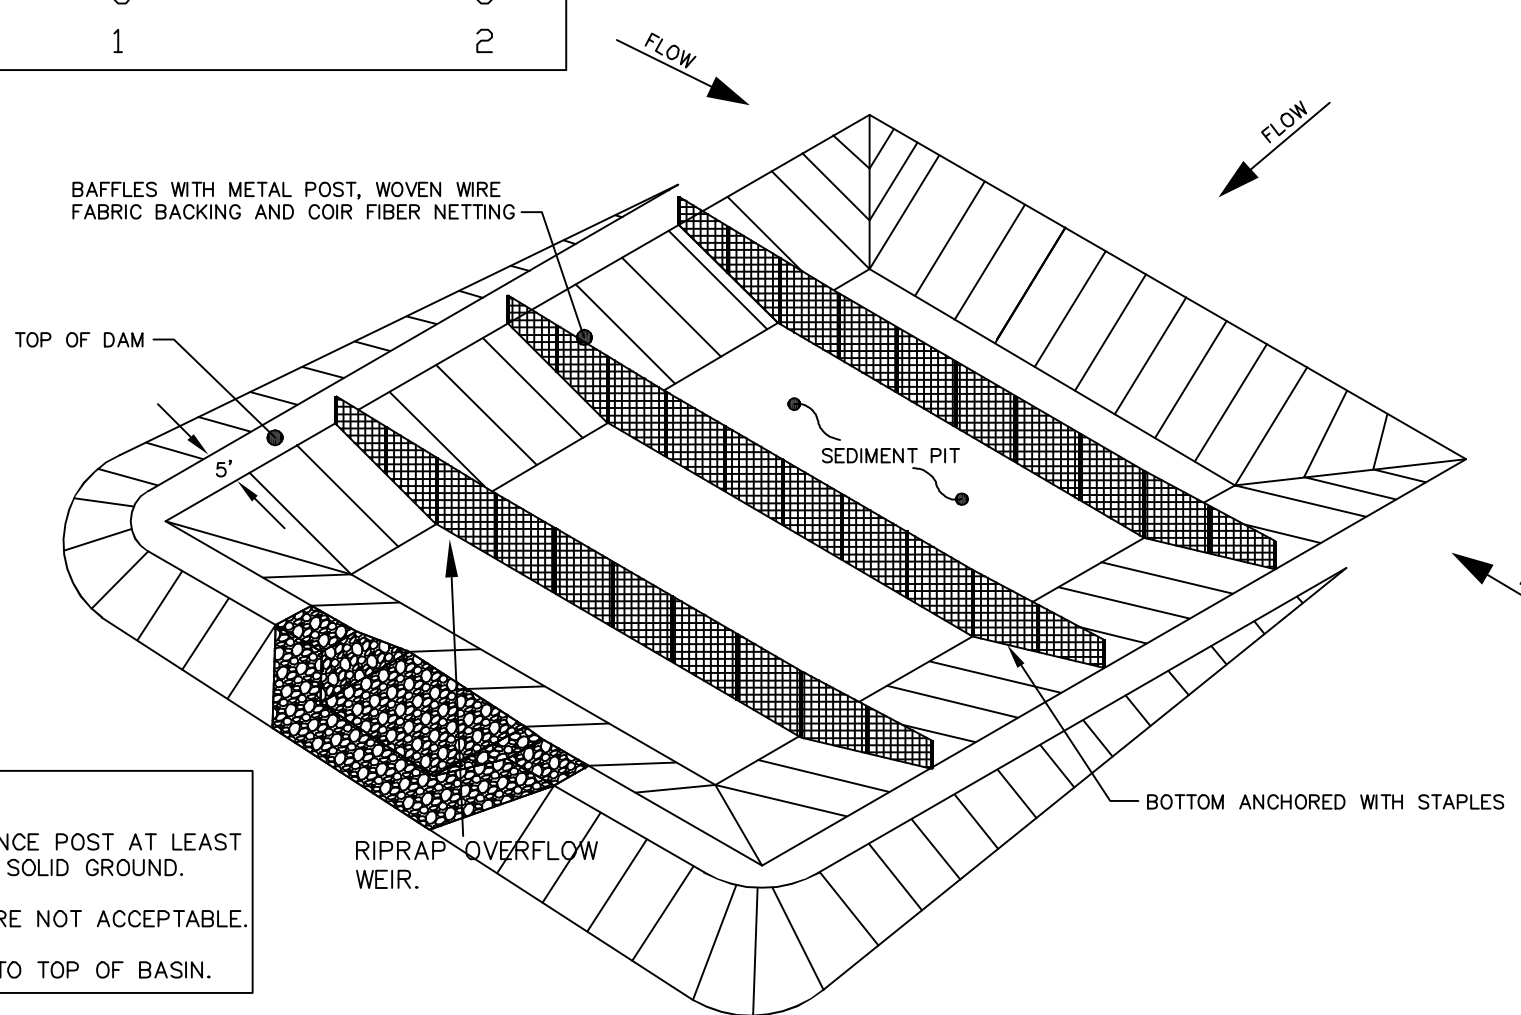 1 2
FLOW
FLOW
BAFFLES WITH METAL POST, WOVEN WIRE
FABRIC BACKING AND COIR FIBER NETTING
TOP OF DAM
5'
SEDIMENT PIT
BOTTOM ANCHORED WITH STAPLES
RIPRAP OVERFLOW
WEIR.
NCE POST AT LEAST
SOLID GROUND.
RE NOT ACCEPTABLE.
TO TOP OF BASIN.